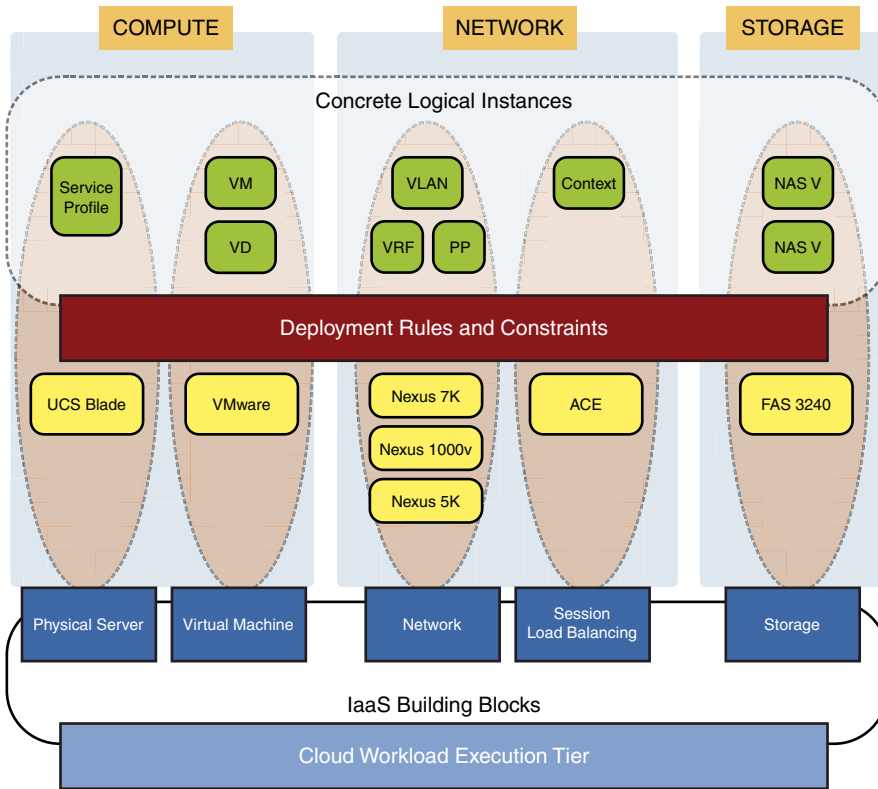 COMPUTE
NETWORK
STORAGE
Concrete Logical Instances
Service
Profile
VM
VD
VLAN
VRF
PP
Context
NAS V
NAS V
Deployment Rules and Constraints
UCS Blade
VMware
Nexus 7K
Nexus 1000v
Nexus 5K
ACE
FAS 3240
Physical Server
Virtual Machine
Network
Session
Load Balancing
Storage
IaaS Building Blocks
Cloud Workload Execution Tier